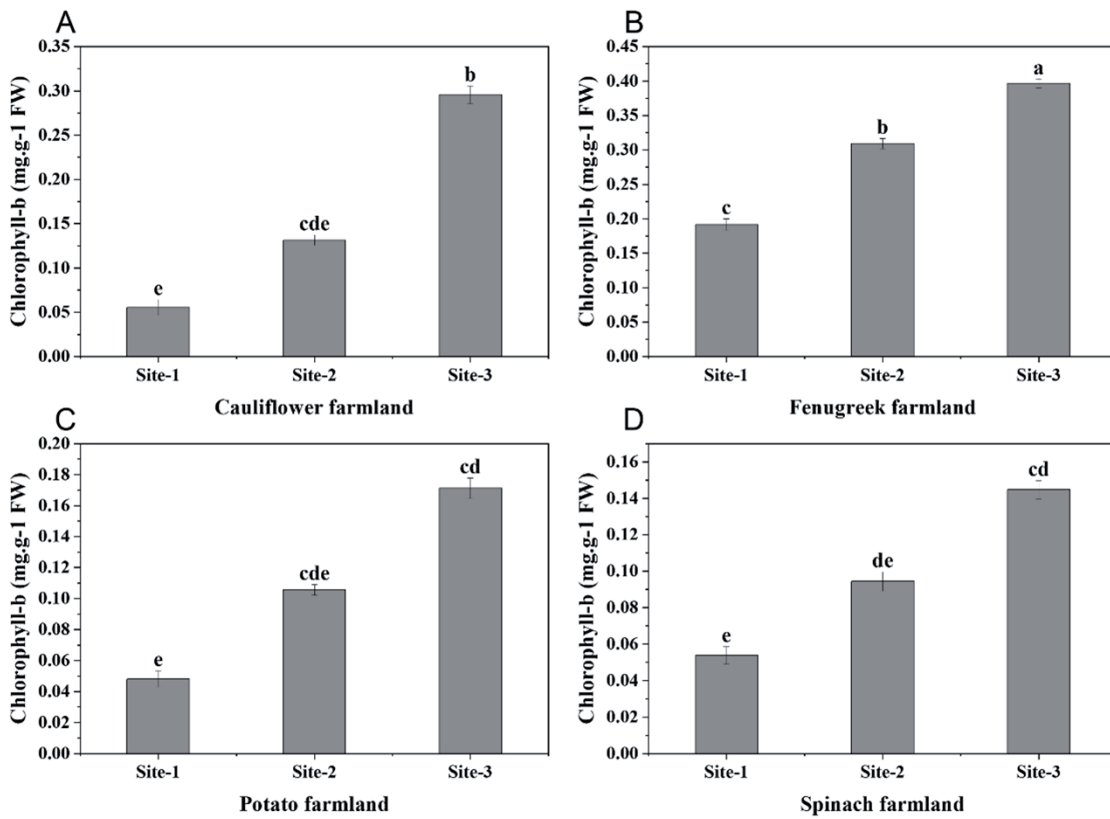 A
Chlorophyll-b (mg.g-1 FW)
0.35
0.30
0.25
0.20
0.15
0.10
0.05
0.00
e
cde
b
Site-1 Site-2 Site-3
Cauliflower farmland
B
Chlorophyll-b (mg.g-1 FW)
0.45
0.40
0.35
0.30
0.25
0.20
0.15
0.10
0.05
0.00
c
b
a
Site-1 Site-2 Site-3
Fenugreek farmland
C
Chlorophyll-b (mg.g-1 FW)
0.20
0.18
0.16
0.14
0.12
0.10
0.08
0.06
0.04
0.02
0.00
e
cde
cd
Site-1 Site-2 Site-3
Potato farmland
D
Chlorophyll-b (mg.g-1 FW)
0.16
0.14
0.12
0.10
0.08
0.06
0.04
0.02
0.00
e
de
cd
Site-1 Site-2 Site-3
Spinach farmland